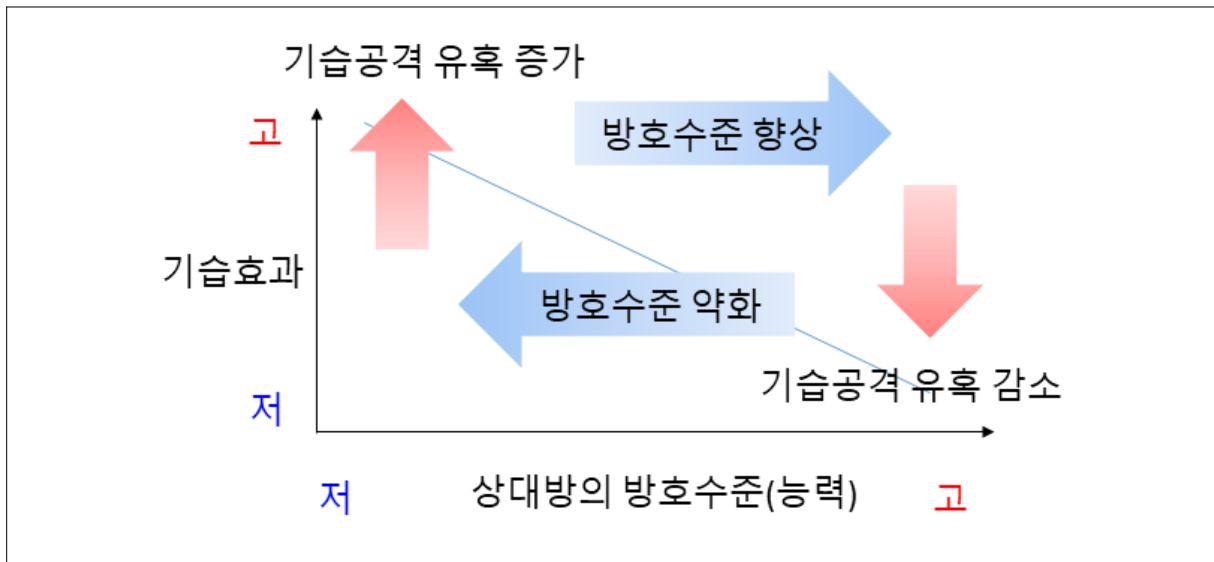 기습공격 유혹 증가
고
방호수준 향상
기습효과
방호수준 약화
기습공격 유혹 감소
저
저
상대방의 방호수준(능력)
고